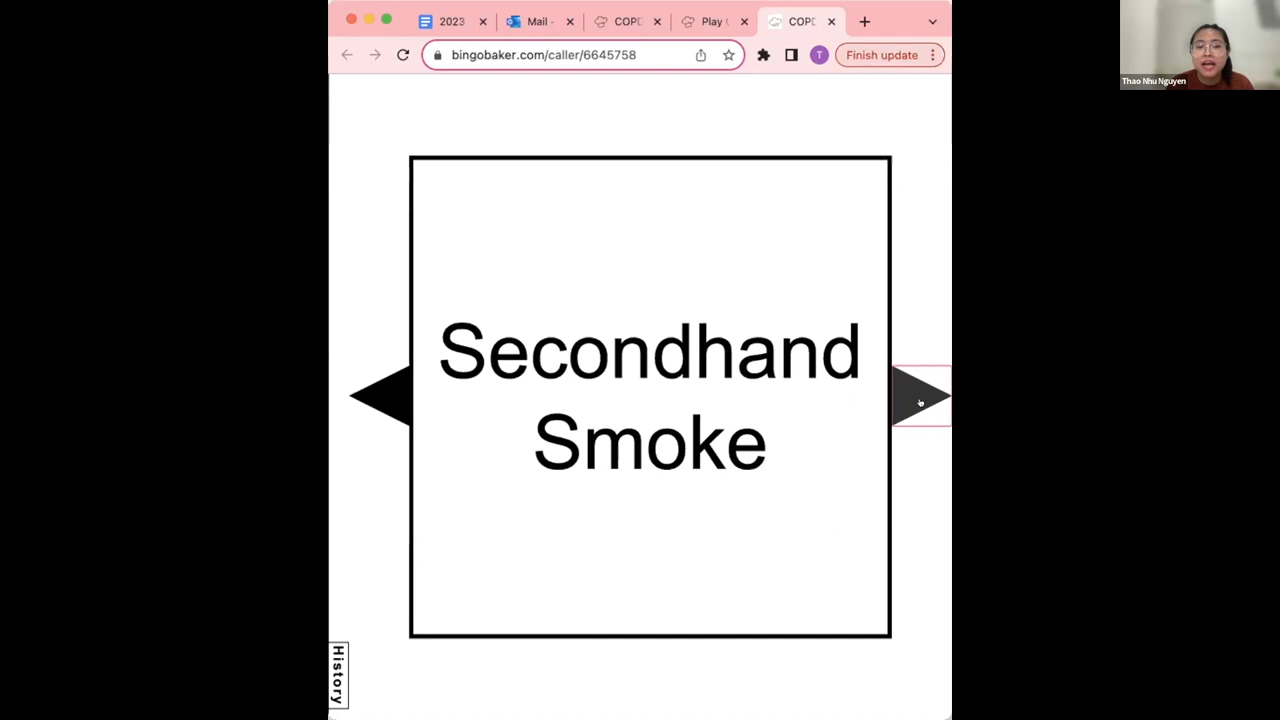 2023
Mail -
COPD
Play (
COPD
bingobaker.com/caller/6645758
T
Finish update
Thao Nhu Nguyen
Secondhand
Smoke
History